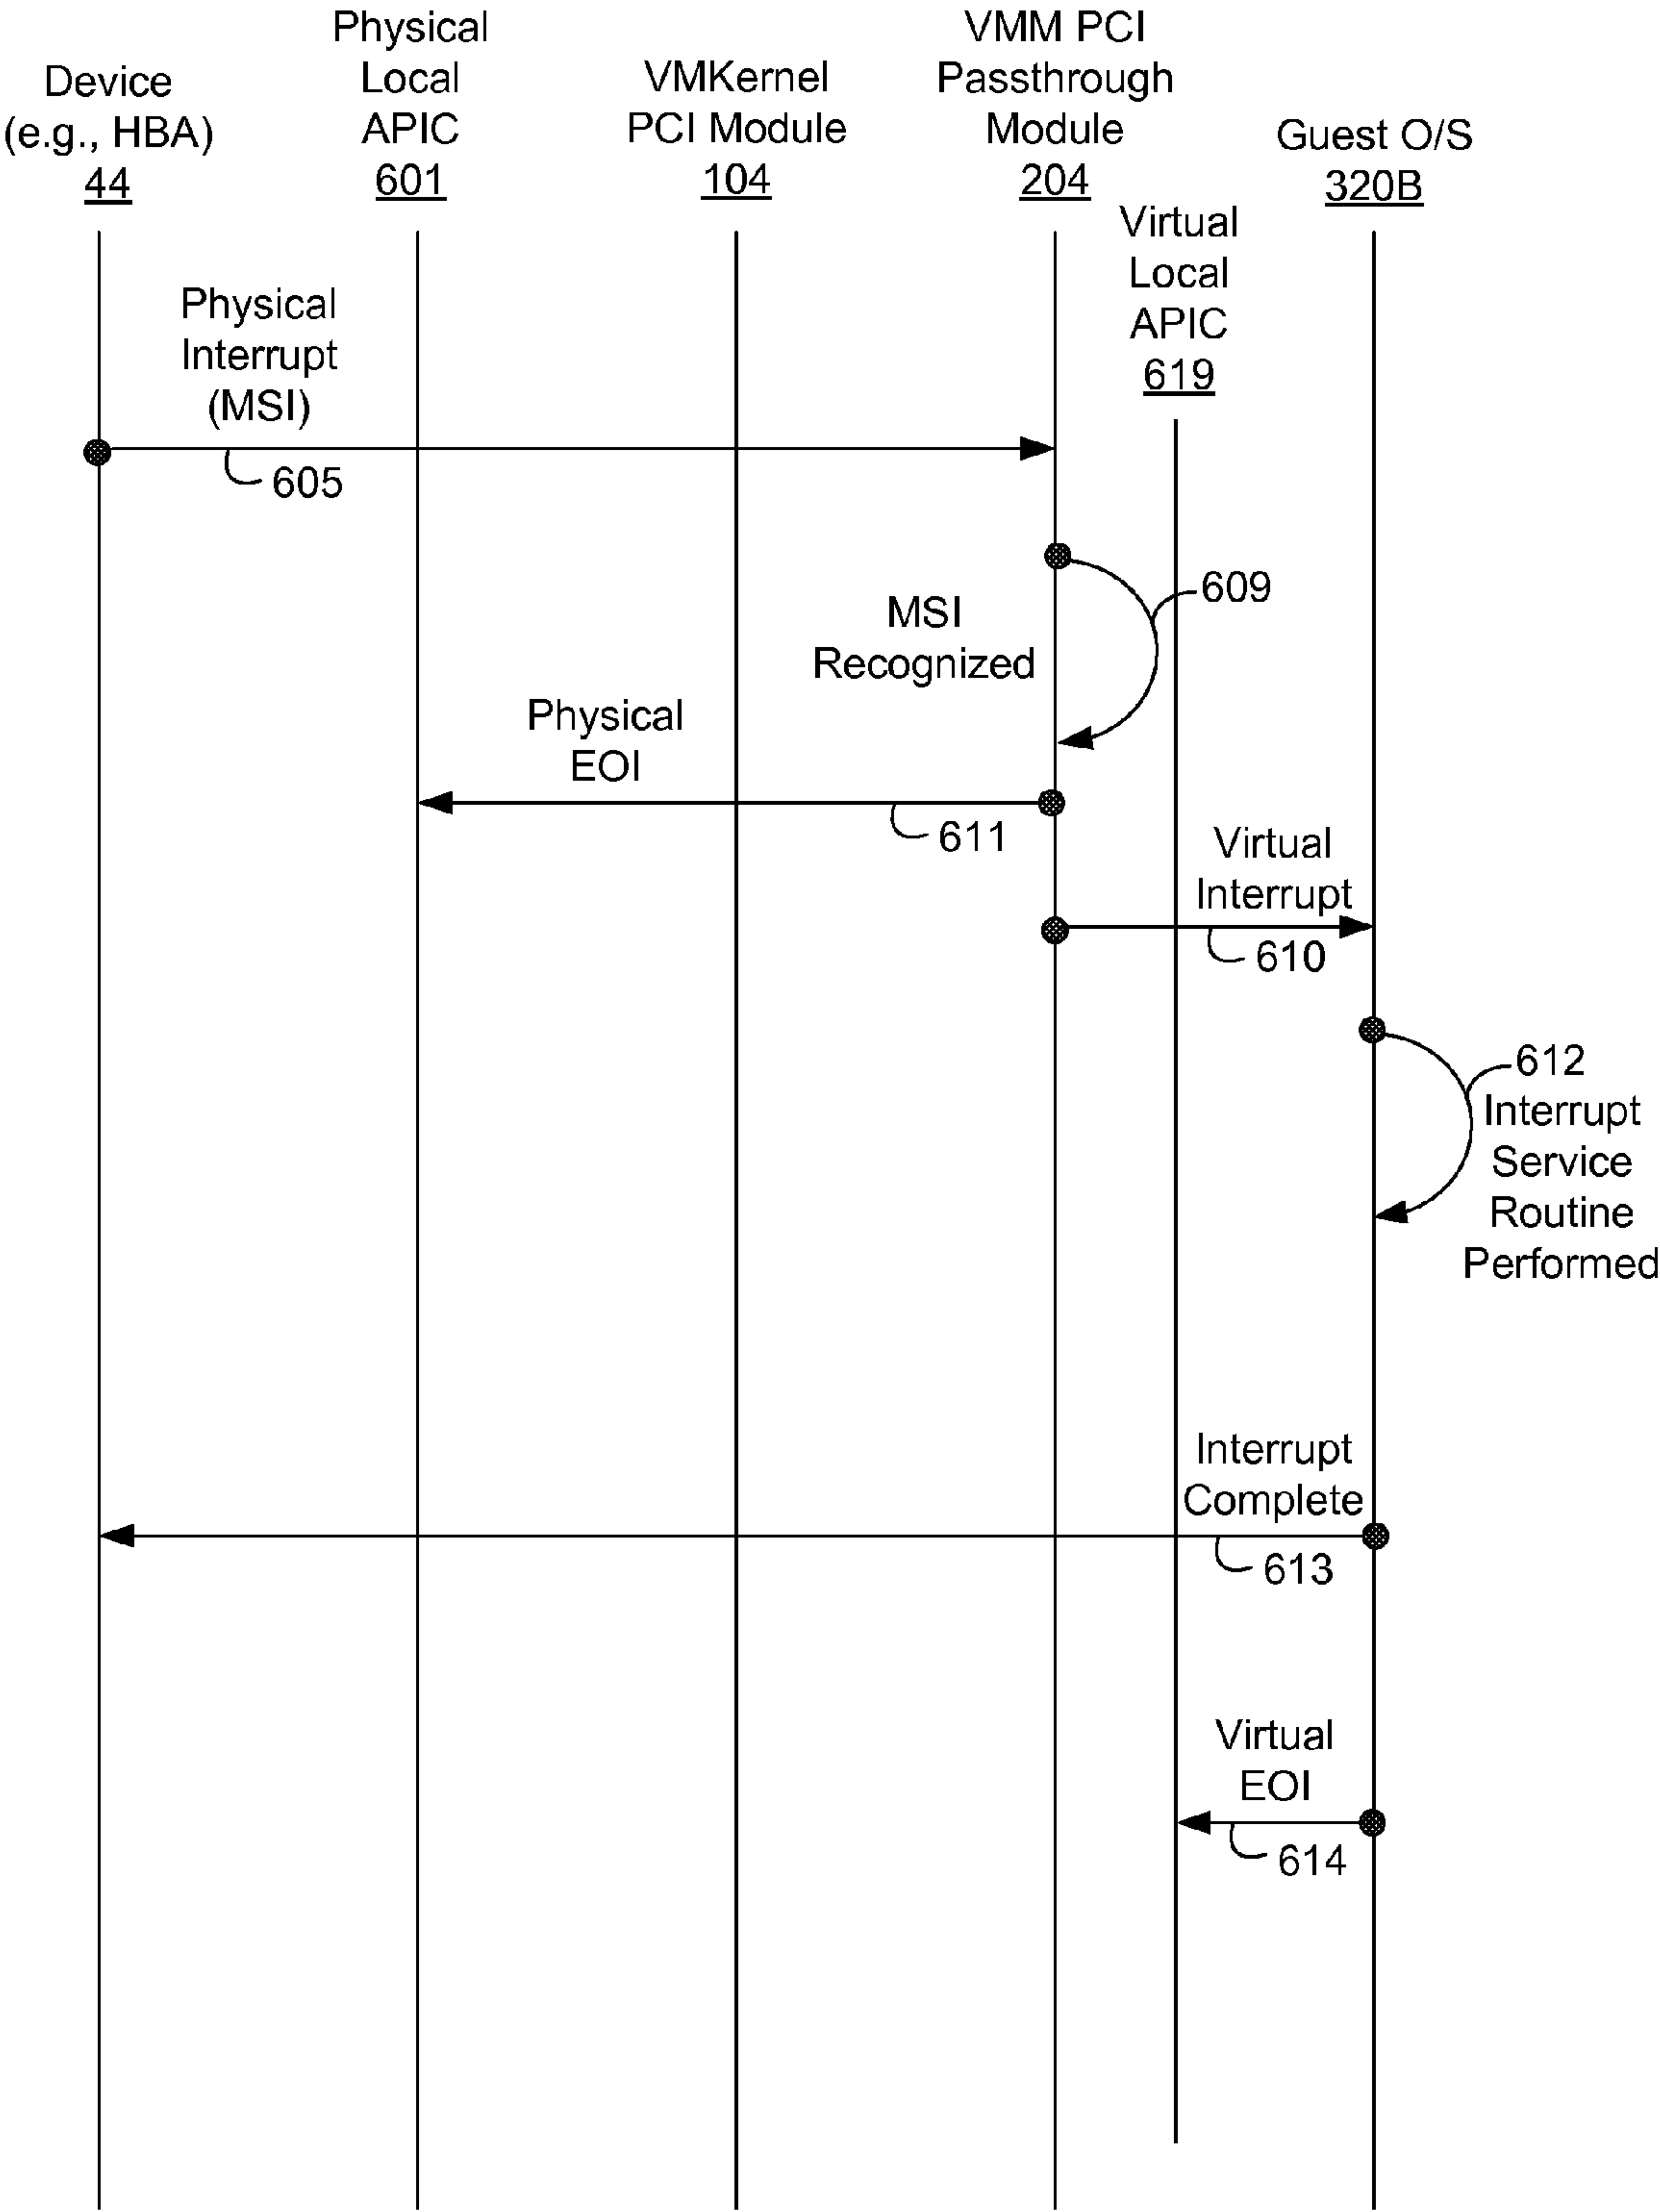 Device
(e.g., HBA)
44
Physical
Local
APIC
601
VMKernel
PCI Module
104
VMM PCI
Passthrough
Module
204
Guest O/S
320B
Virtual
Local
APIC
619
Physical
Interrupt
(MSI)
605
609
MSI
Recognized
Physical
EOI
611
Virtual
Interrupt
610
612
Interrupt
Service
Routine
Performed
Interrupt
Complete
613
Virtual
EOI
614